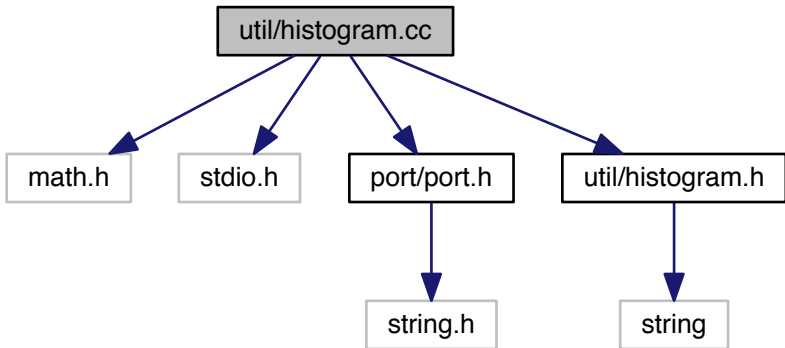 util/histogram.cc
math.h
stdio.h
port/port.h
util/histogram.h
string.h
string